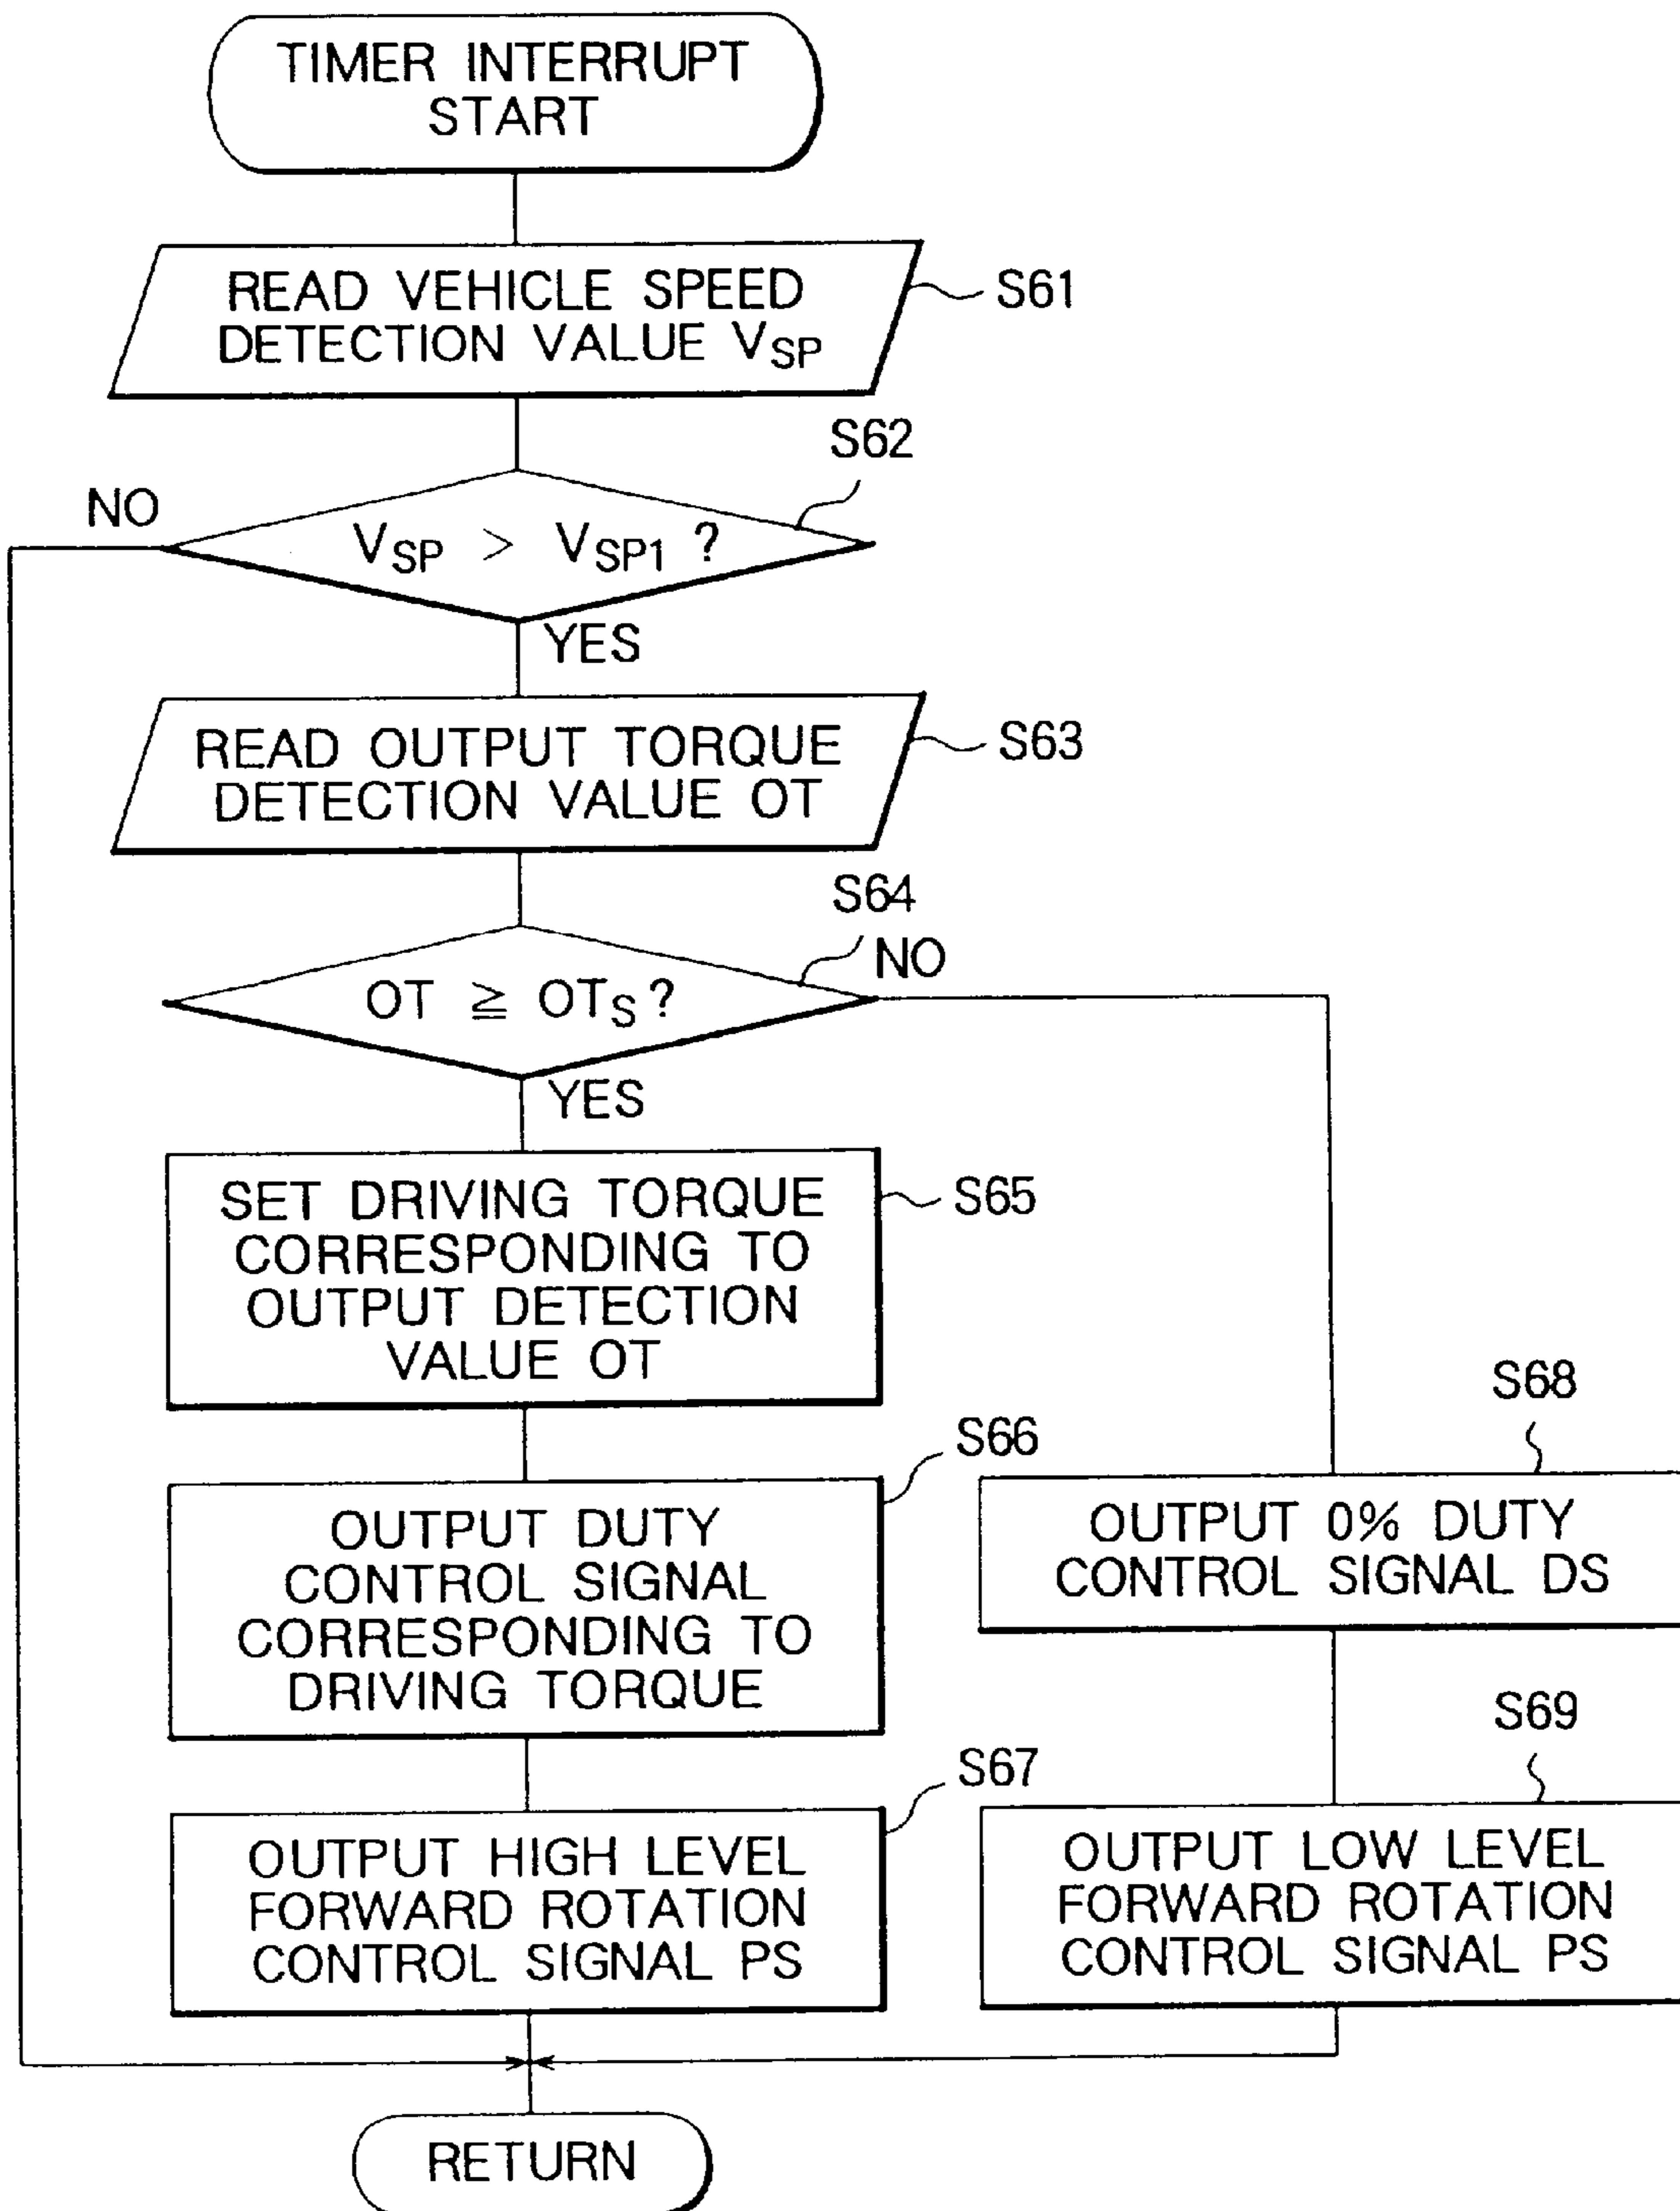 TIMER INTERRUPT
START
READ VEHICLE SPEED
DETECTION VALUE VSP
S61
S62
NO
VSP > VSP1 ?
YES
READ OUTPUT TORQUE
DETECTION VALUE OT
S63
S64
NO
OT ≧ OTS ?
YES
SET DRIVING TORQUE
CORRESPONDING TO
OUTPUT DETECTION
VALUE OT
S65
S66
OUTPUT DUTY
CONTROL SIGNAL
CORRESPONDING TO
DRIVING TORQUE
S67
OUTPUT HIGH LEVEL
FORWARD ROTATION
CONTROL SIGNAL PS
S68
OUTPUT 0% DUTY
CONTROL SIGNAL DS
S69
OUTPUT LOW LEVEL
FORWARD ROTATION
CONTROL SIGNAL PS
RETURN